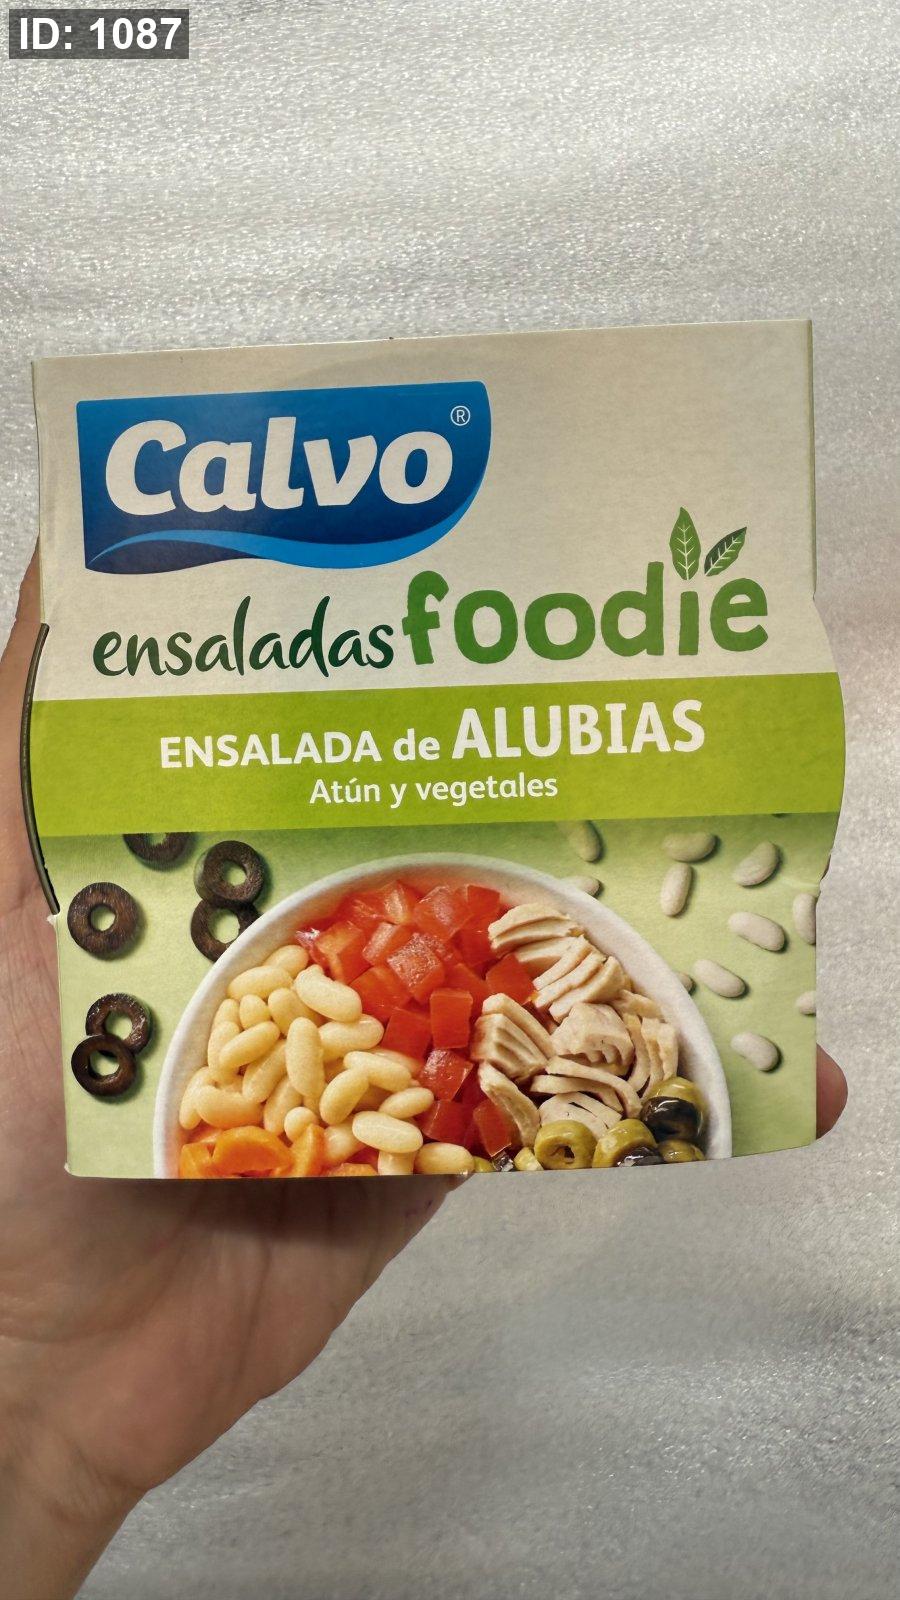 ID: 1087
Calvo®
ensaladas foodie
ENSALADA de ALUBIAS
Atún y vegetales